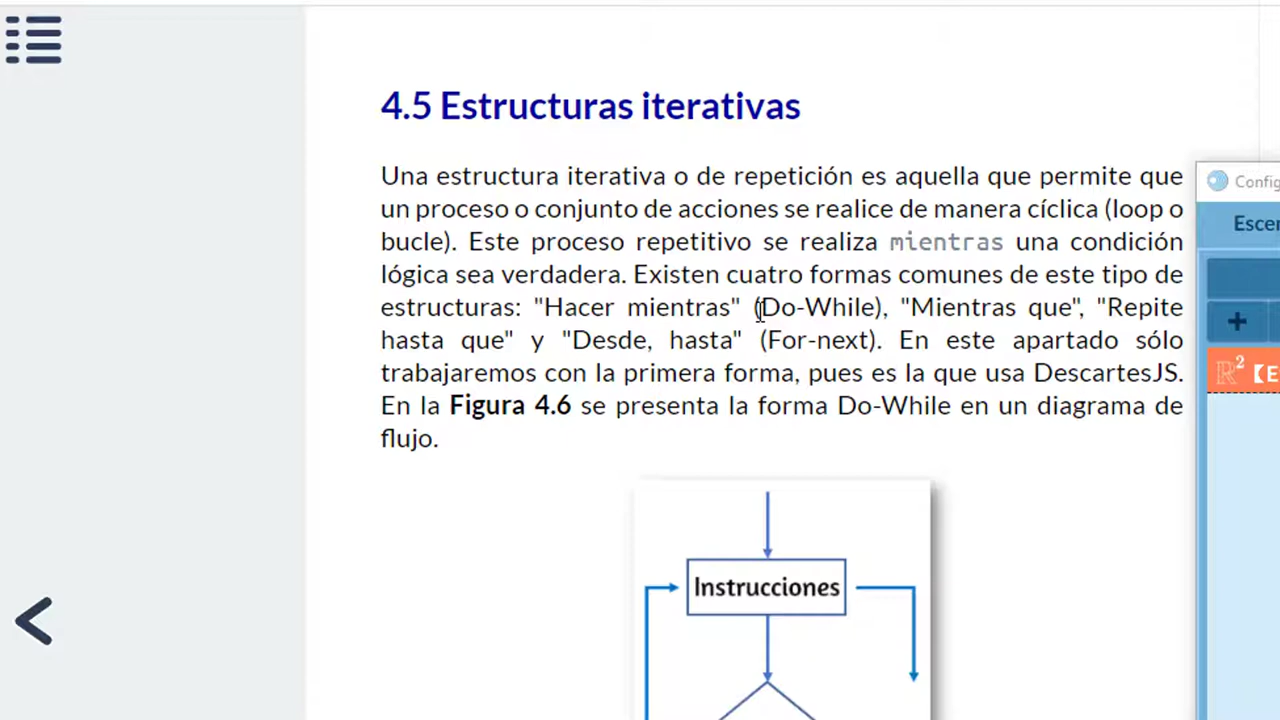 4.5 Estructuras iterativas
Una estructura iterativa o de repetición es aquella que permite que
un proceso o conjunto de acciones se realice de manera cíclica (loop o
bucle). Este proceso repetitivo se realiza mientras una condición
lógica sea verdadera. Existen cuatro formas comunes de este tipo de
estructuras: "Hacer mientras" (Do-While), "Mientras que", "Repite
hasta que" y "Desde, hasta" (For-next). En este apartado sólo
trabajaremos con la primera forma, pues es la que usa DescartesJS.
En la Figura 4.6 se presenta la forma Do-While en un diagrama de
flujo.
Instrucciones
Config
Escer
R² [E